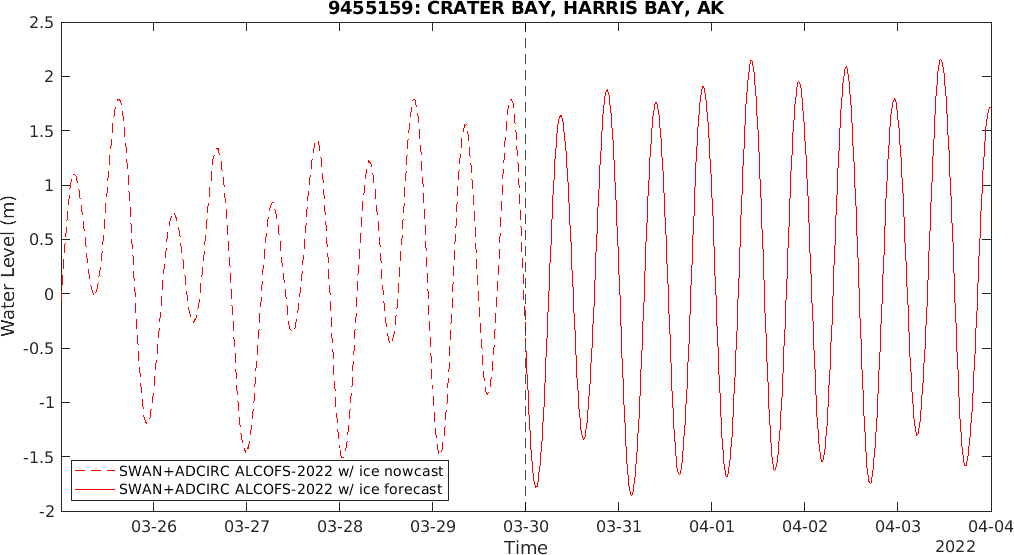 9455159: CRATER BAY, HARRIS BAY, AK
2.5
2
1.5
1
0.5
0
-0.5
-1
-1.5
-2
Water Level (m)
SWAN+ADCIRC ALCOFS-2022 w/ ice nowcast
SWAN+ADCIRC ALCOFS-2022 w/ ice forecast
03-26 03-27 03-28 03-29 03-30 03-31 04-01 04-02 04-03 04-04
Time
2022